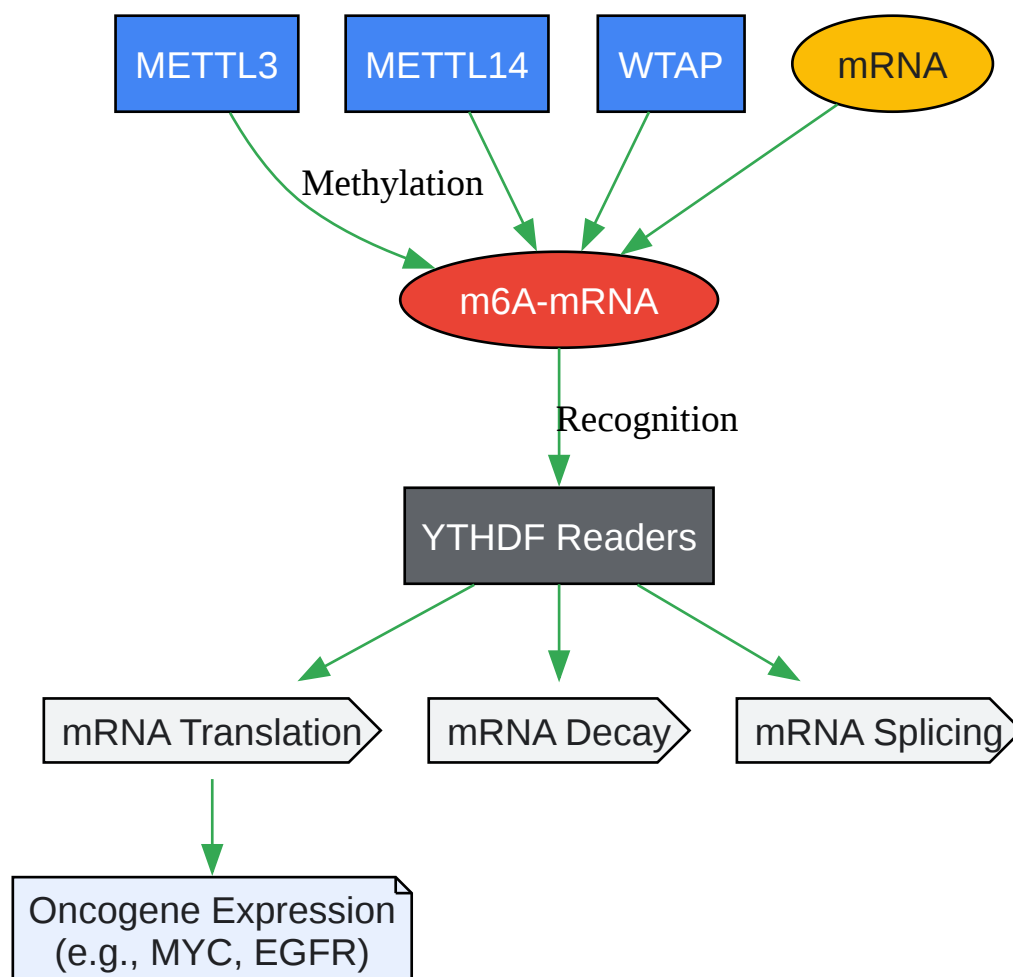 METTL3
METTL14
WTAP
mRNA
Methylation
m6A-mRNA
Recognition
YTHDF Readers
mRNA Translation
mRNA Decay
mRNA Splicing
Oncogene Expression
(e.g., MYC, EGFR)